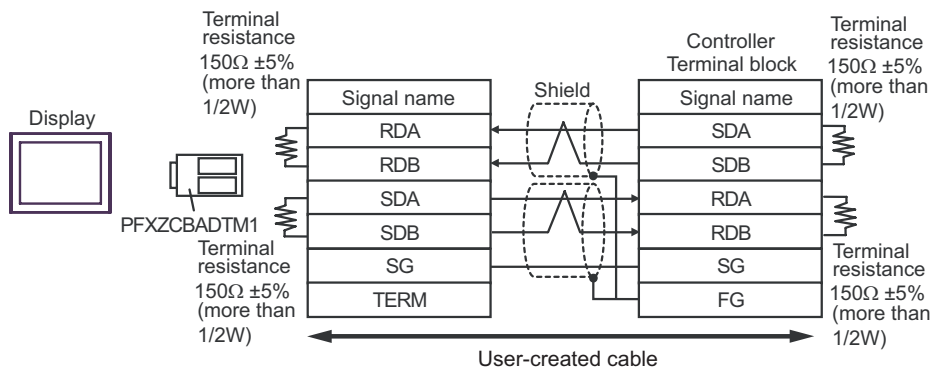 Terminal
resistance
150Ω ±5%
(more than
1/2W)
Controller
Terminal block
Terminal
resistance
150Ω ±5%
(more than
1/2W)
Display
PFXZCBADTM1
Signal name
RDA
RDB
SDA
SDB
SG
TERM
Shield
Signal name
SDA
SDB
RDA
RDB
SG
FG
Terminal
resistance
150Ω ±5%
(more than
1/2W)
Terminal
resistance
150Ω ±5%
(more than
1/2W)
User-created cable